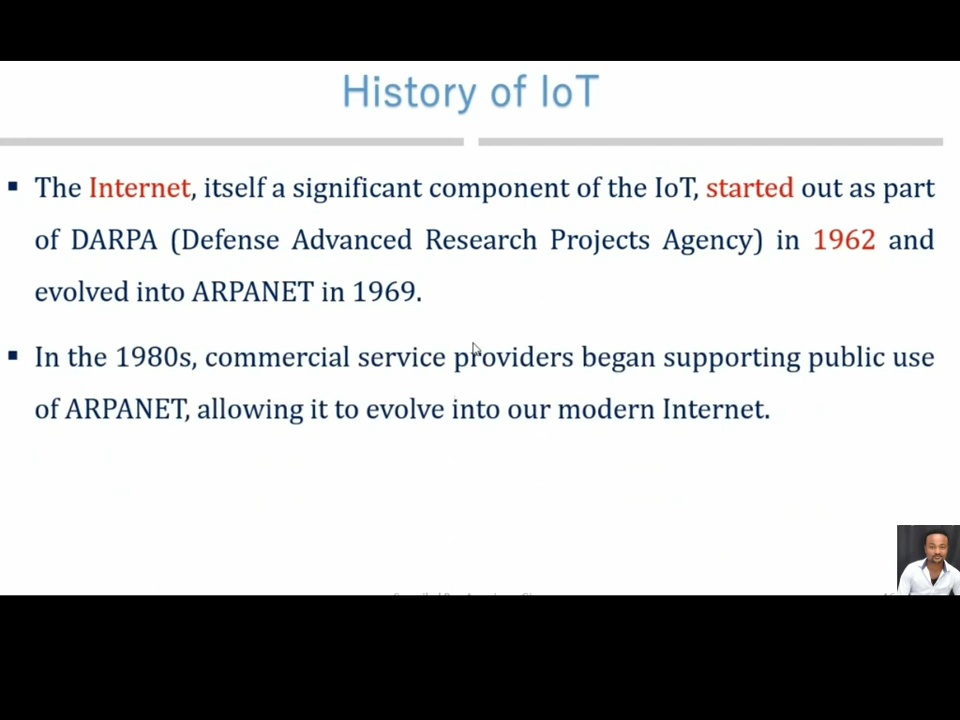 History of IoT
▪ The Internet, itself a significant component of the IoT, started out as part
of DARPA (Defense Advanced Research Projects Agency) in 1962 and
evolved into ARPANET in 1969.
▪ In the 1980s, commercial service providers began supporting public use
of ARPANET, allowing it to evolve into our modern Internet.